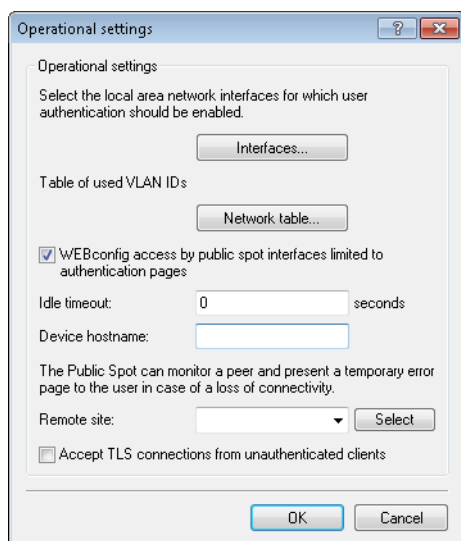 Operational settings
Operational settings
Select the local area network interfaces for which user
authentication should be enabled.
Interfaces...
Table of used VLAN IDs
Network table...
WEBconfig access by public spot interfaces limited to
authentication pages
Idle timeout: 0 seconds
Device hostname:
The Public Spot can monitor a peer and present a temporary error
page to the user in case of a loss of connectivity.
Remote site: Select
Accept TLS connections from unauthenticated clients
OK Cancel